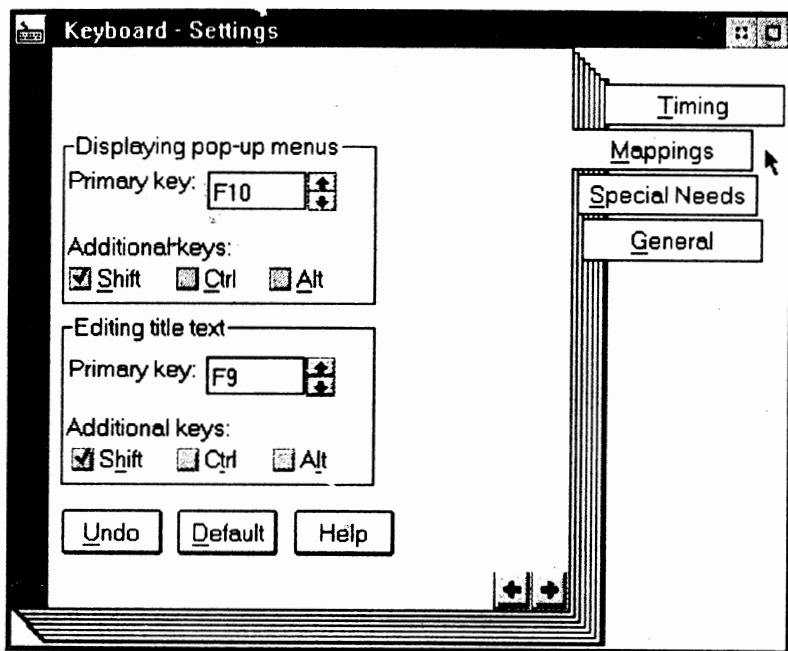 Keyboard - Settings
Timing
Mappings
Special Needs
General
Displaying pop-up menus
Primary key: F10
Additional keys:
Shift Ctrl Alt
Editing title text
Primary key: F9
Additional keys:
Shift Ctrl Alt
Undo Default Help